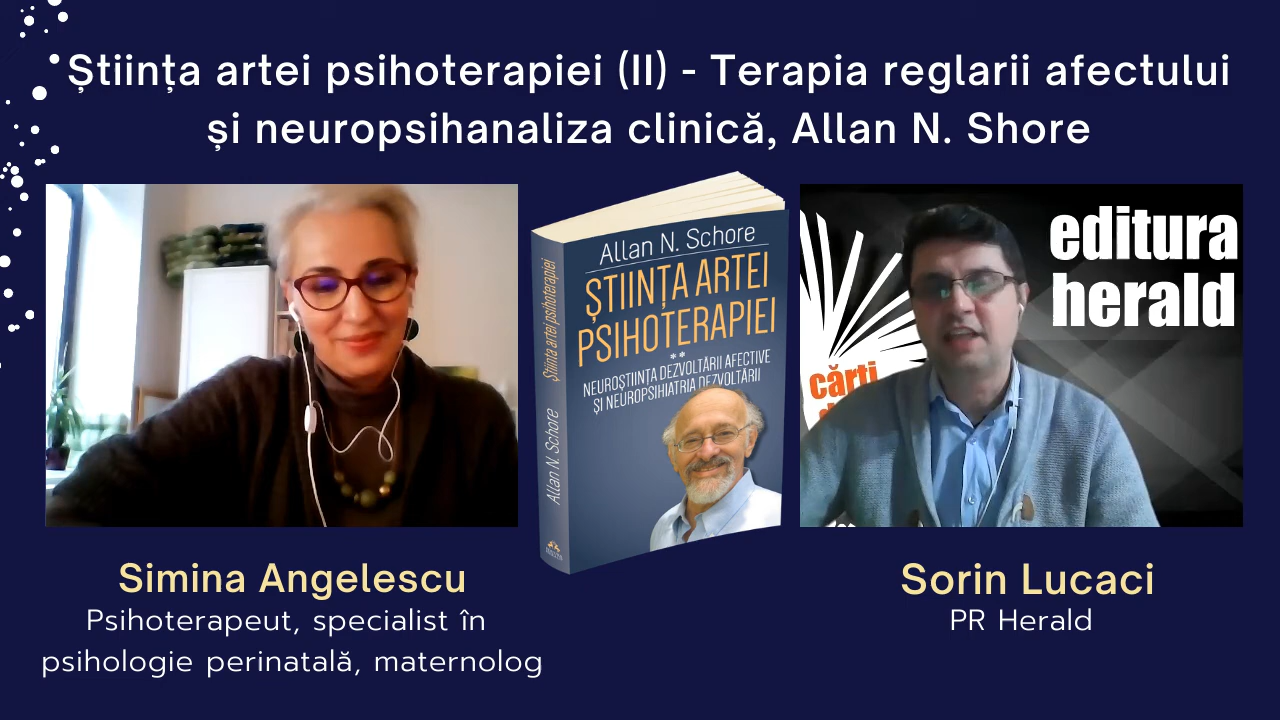 Știința artei psihoterapiei (II) - Terapia reglarii afectului
și neuropsihanaliza clinică, Allan N. Shore
Allan N. Schore
ȘTIINȚA ARTEI
PSIHOTERAPIEI
**
NEUROȘTIINȚA DEZVOLTĂRII AFECTIVE
ȘI NEUROPSIHIATRIA DEZVOLTĂRII
Allan N. Schore Știința artei psihoterapiei
editura
herald
cărți
Simina Angelescu
Psihoterapeut, specialist în
psihologie perinatală, maternolog
Sorin Lucaci
PR Herald